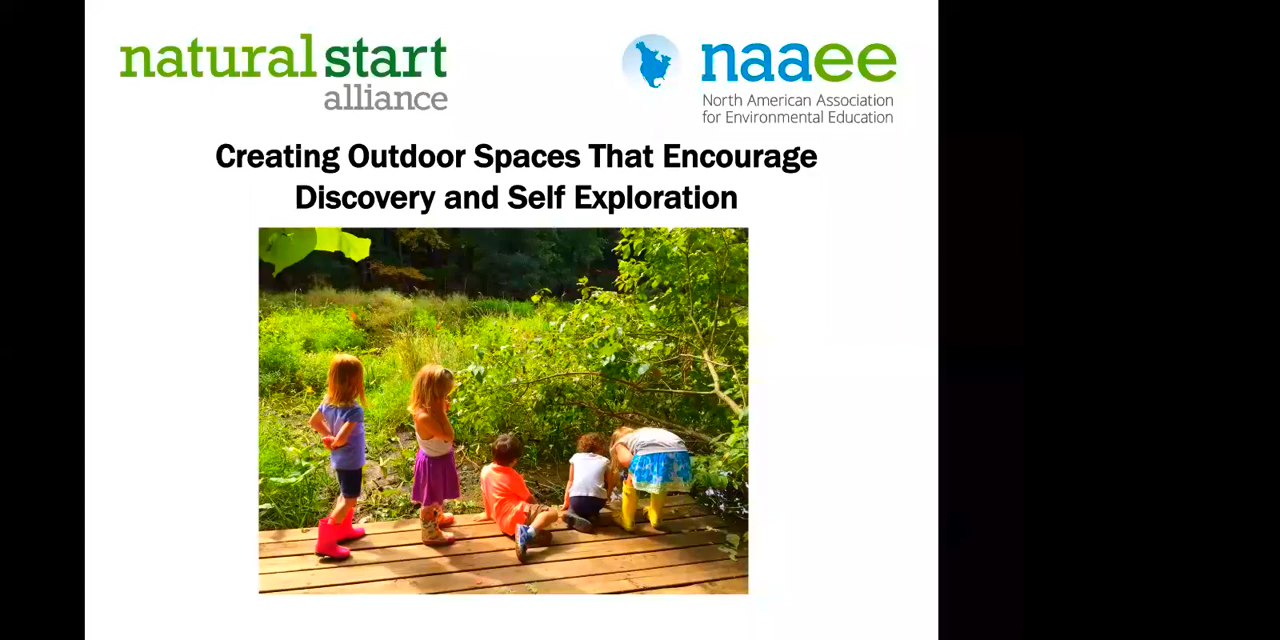 naturalstart
alliance
naaee
North American Association
for Environmental Education
Creating Outdoor Spaces That Encourage
Discovery and Self Exploration